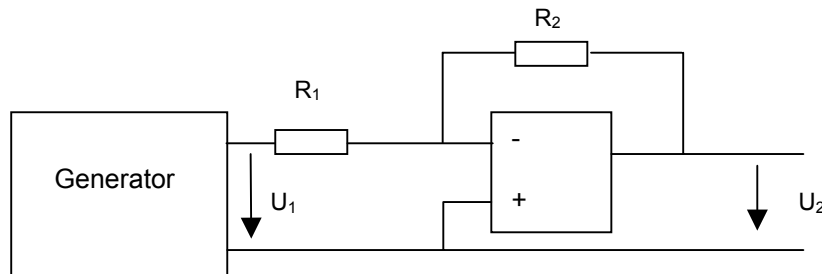 R₂
R₁
-
Generator
+
U₁
U₂